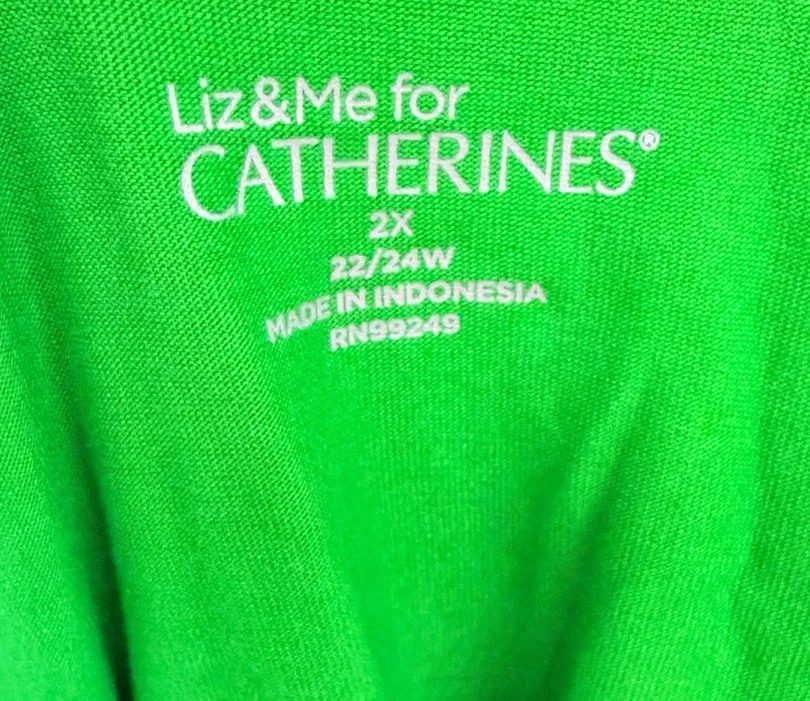 Liz&Me for
CATHERINES®
2X
22/24W
MADE IN INDONESIA
RN99249